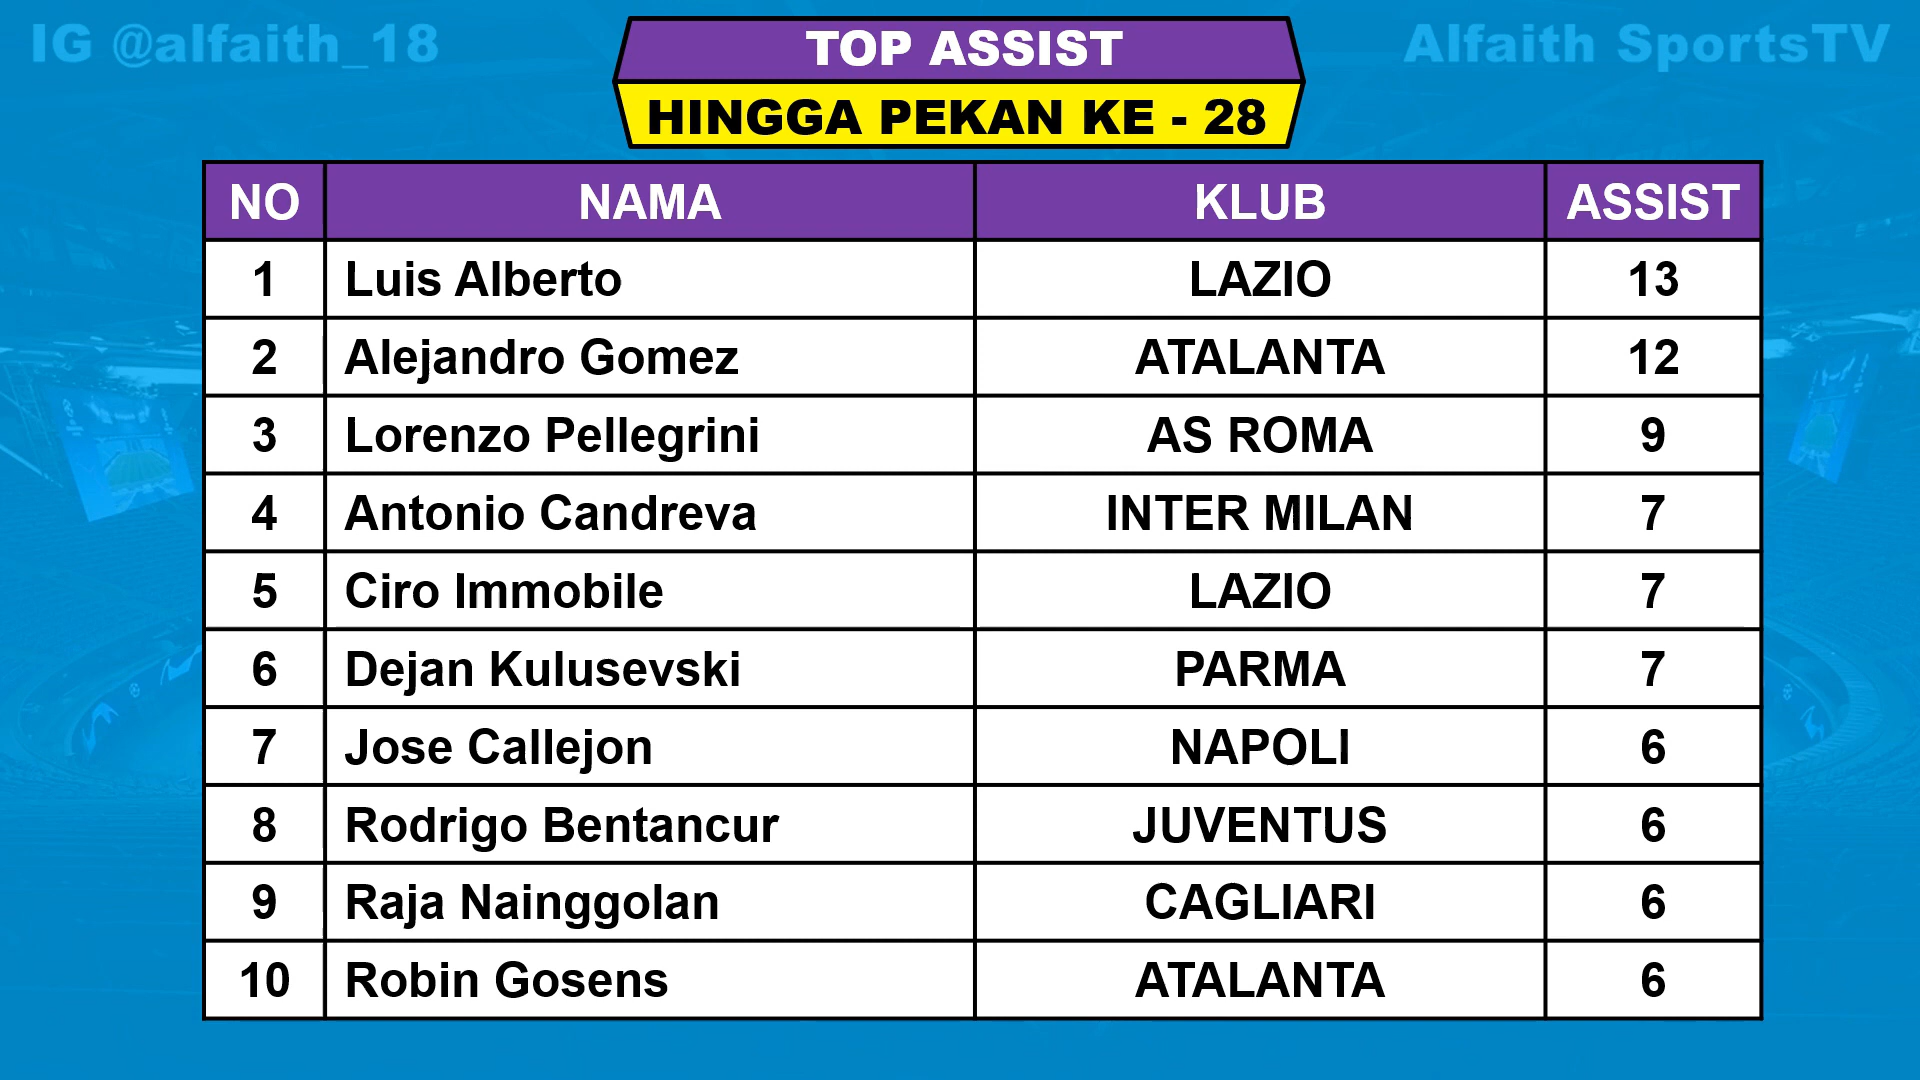 IG @alfaith_18
TOP ASSIST
Alfaith SportsTV
HINGGA PEKAN KE - 28
NO NAMA KLUB ASSIST
1 Luis Alberto LAZIO 13
2 Alejandro Gomez ATALANTA 12
3 Lorenzo Pellegrini AS ROMA 9
4 Antonio Candreva INTER MILAN 7
5 Ciro Immobile LAZIO 7
6 Dejan Kulusevski PARMA 7
7 Jose Callejon NAPOLI 6
8 Rodrigo Bentancur JUVENTUS 6
9 Raja Nainggolan CAGLIARI 6
10 Robin Gosens ATALANTA 6